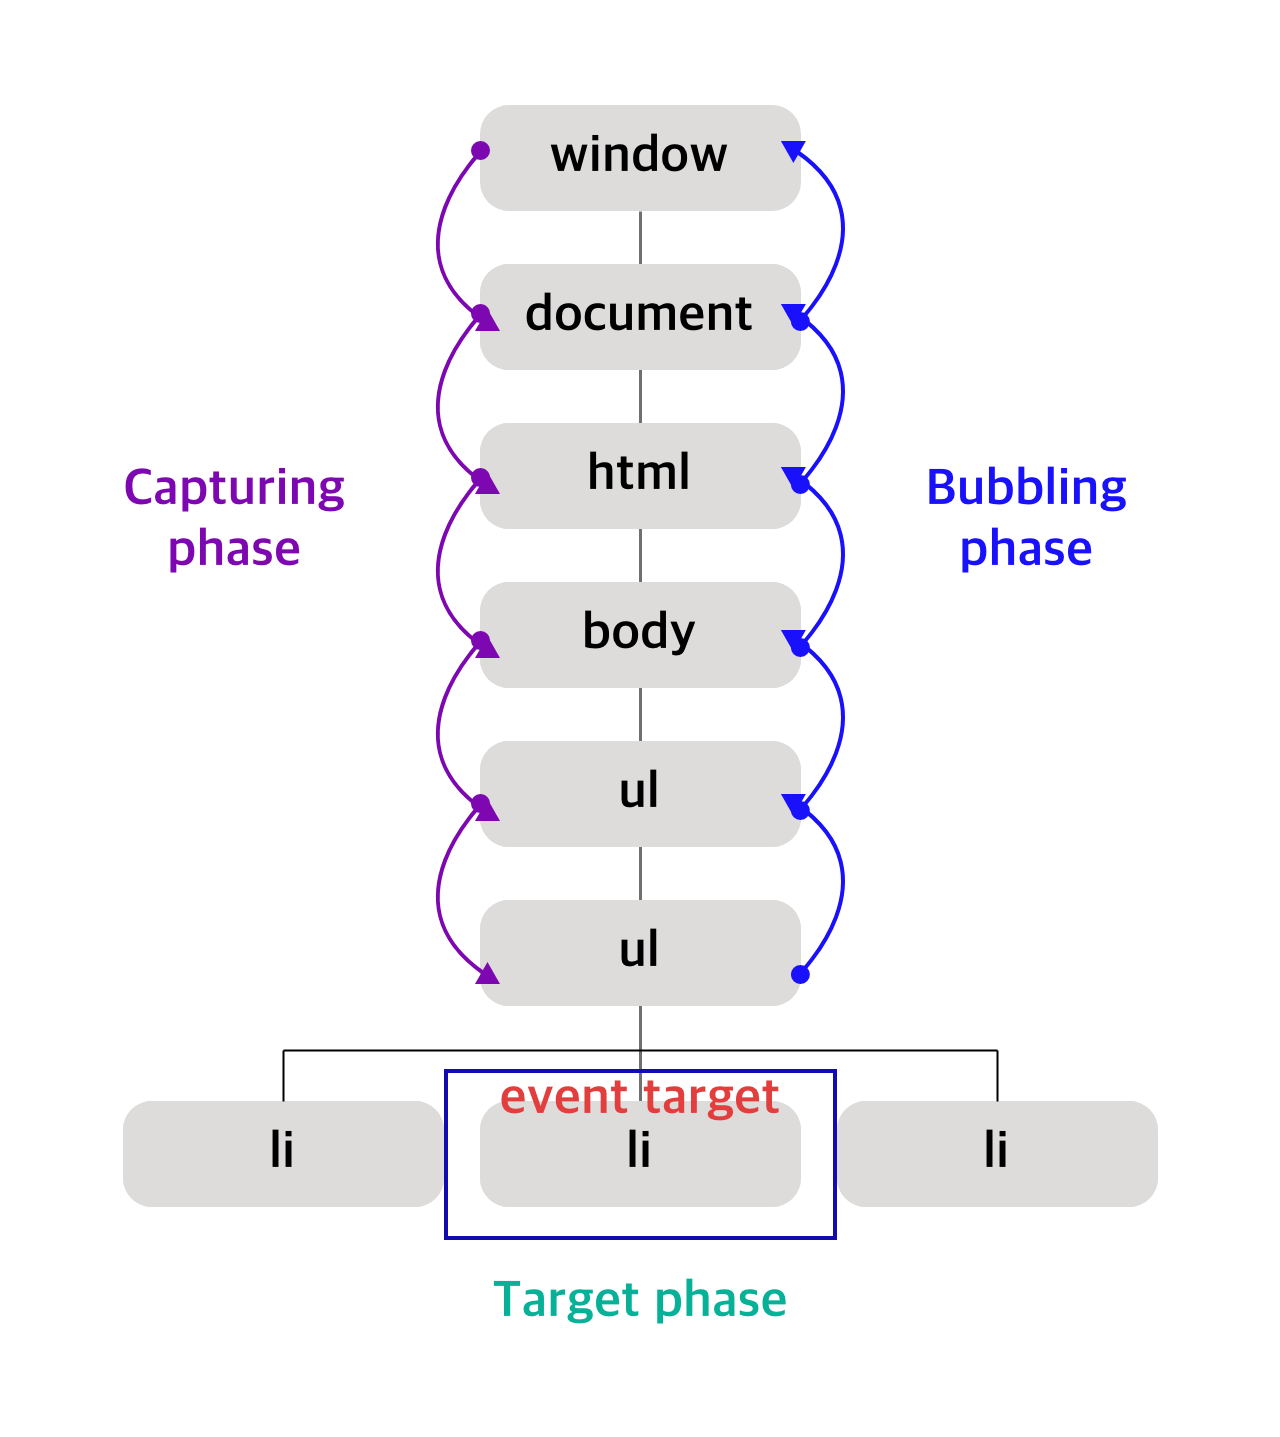 window
document
html
Capturing
phase
Bubbling
phase
body
ul
ul
event target
li
li
li
Target phase